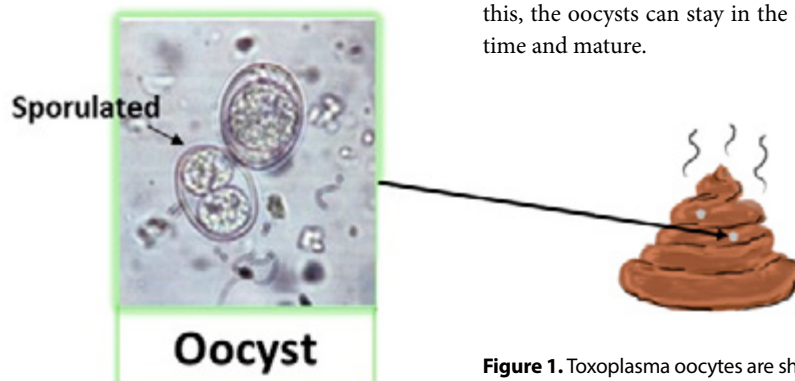 this, the oocysts can stay in the
time and mature.
Sporulated
Oocyst
Figure 1. Toxoplasma oocytes are sh